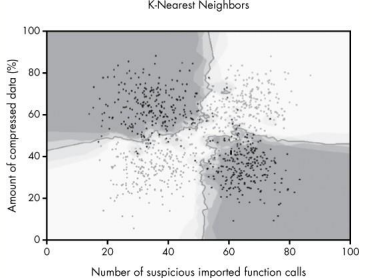 K-Nearest Neighbors
100
80
60
40
20
0
0 20 40 60 80 100
Amount of compressed data (%)
Number of suspicious imported function calls